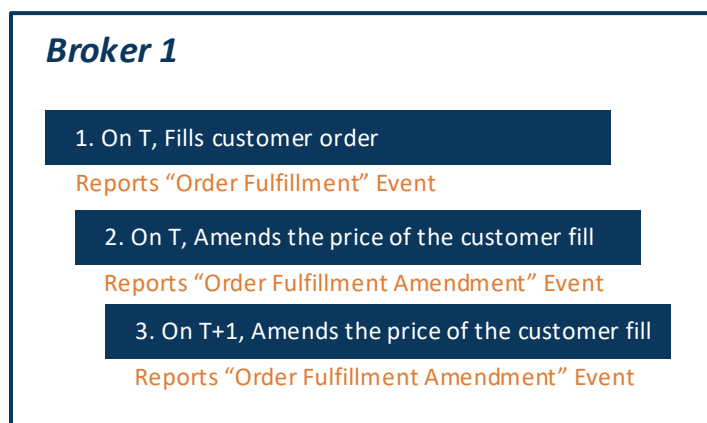 Broker 1
1. On T, Fills customer order
Reports “Order Fulfillment” Event
2. On T, Amends the price of the customer fill
Reports “Order Fulfillment Amendment” Event
3. On T+1, Amends the price of the customer fill
Reports “Order Fulfillment Amendment” Event